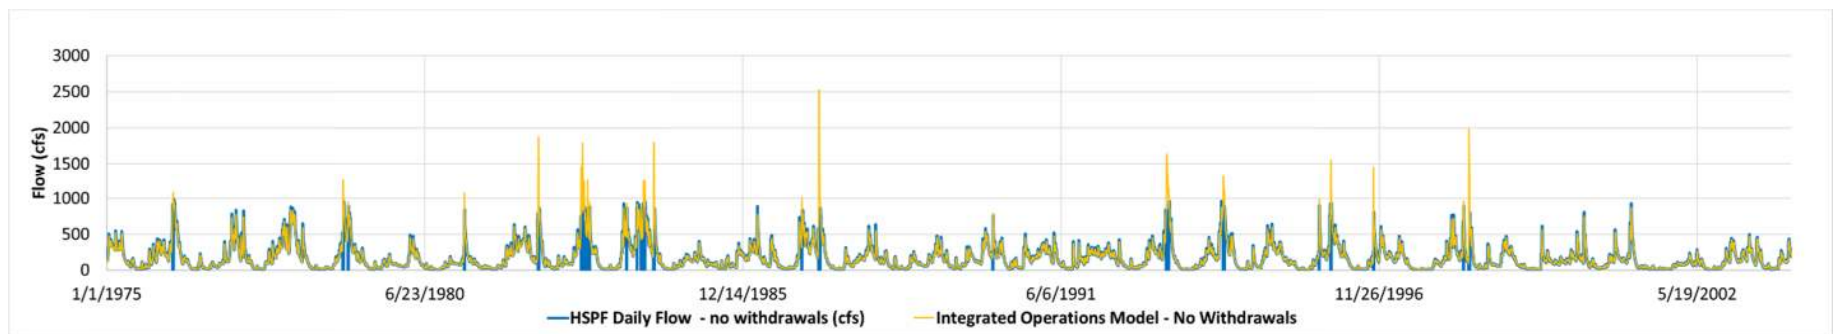 3000
2500
2000
1500
1000
500
0
Flow (cfs)
1/1/1975 6/23/1980 12/14/1985 6/6/1991 11/26/1996 5/19/2002
HSPF Daily Flow - no withdrawals (cfs) Integrated Operations Model - No Withdrawals